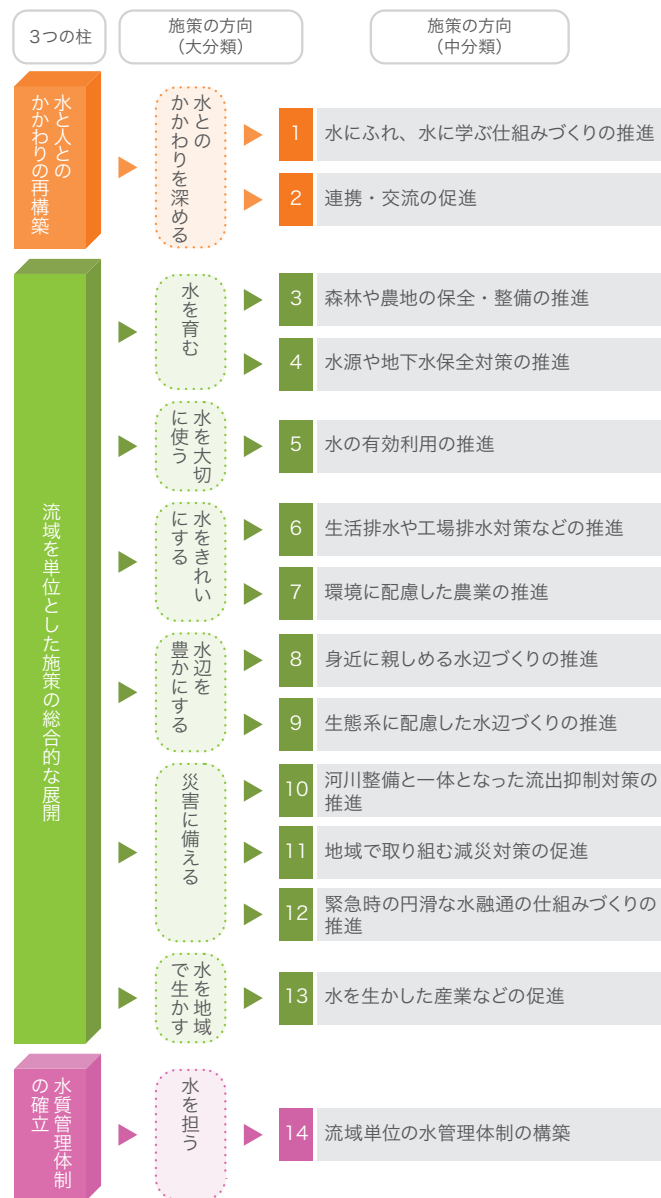 3つの柱
施策の方向
(大分類)
施策の方向
(中分類)
水と人との
かかわりの再構築
水との
かかわりを深める
1 水にふれ、水に学ぶ仕組みづくりの推進
2 連携・交流の促進
流域を単位とした施策の総合的な展開
水を育む
3 森林や農地の保全・整備の推進
4 水源や地下水保全対策の推進
水を大切
に使う
5 水の有効利用の推進
水をきれい
にする
6 生活排水や工場排水対策などの推進
7 環境に配慮した農業の推進
水辺を
豊かにする
8 身近に親しめる水辺づくりの推進
9 生態系に配慮した水辺づくりの推進
災害に備える
10 河川整備と一体となった流出抑制対策の
推進
11 地域で取り組む減災対策の促進
12 緊急時の円滑な水融通の仕組みづくりの
推進
水を地域
で生かす
13 水を生かした産業などの促進
水質管理体制
の確立
水を担う
14 流域単位の水管理体制の構築